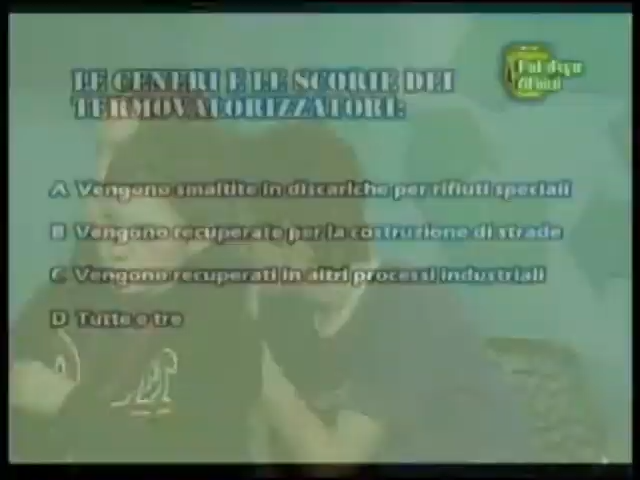 LE CENERI E LE SCORIE DEI
TERMOVALORIZZATORI:
A Vengono smaltite in discariche per rifiuti speciali
B Vengono recuperate per la costruzione di strade
C Vengono recuperati in altri processi industriali
D Tutte e tre